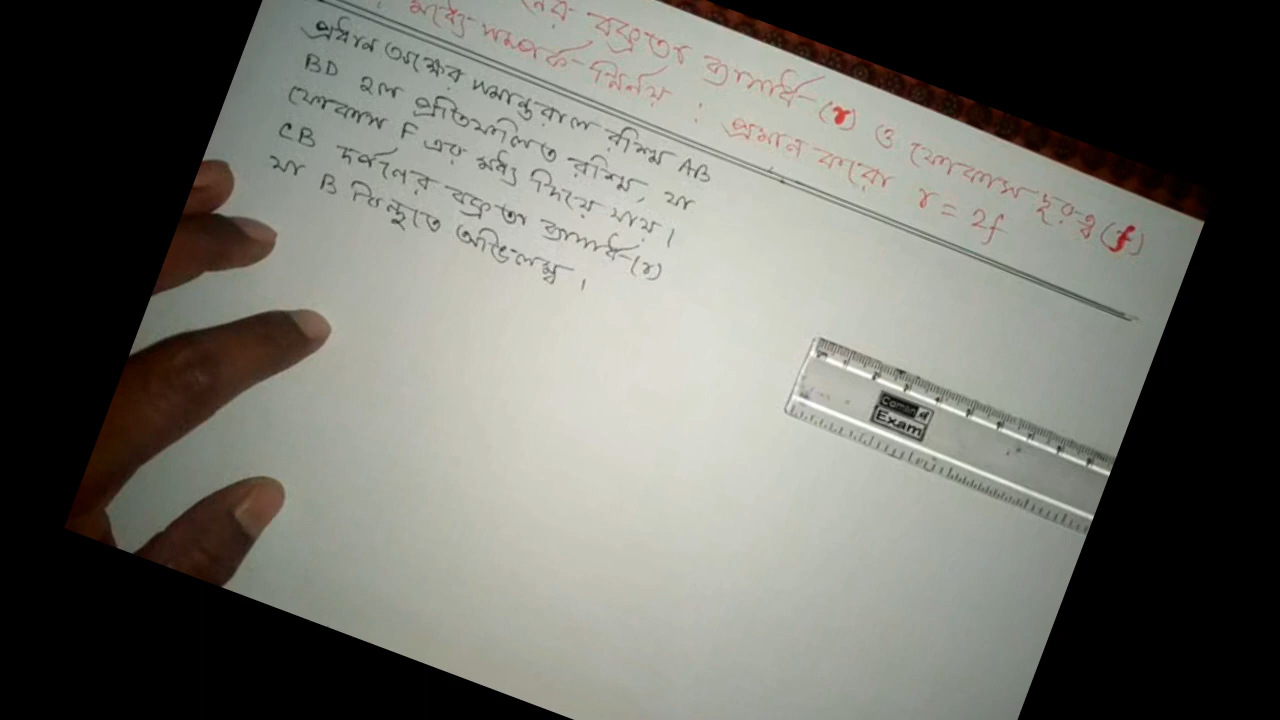 বক্রতা ব্যাসার্ধ (r) ও ফোকাস দূরত্ব (f)
মধ্যে সম্পর্ক নির্ণয় : প্রমান করো r = 2f
প্রধান অক্ষের সমান্তরাল রশ্মি AB
BD হল প্রতিফলিত রশ্মি, যা
ফোকাস F এর মধ্য দিয়ে যায়।
CB দর্পনের বক্রতা ব্যাসার্ধ (r)
যা B বিন্দুতে অভিলম্ব।
Exam